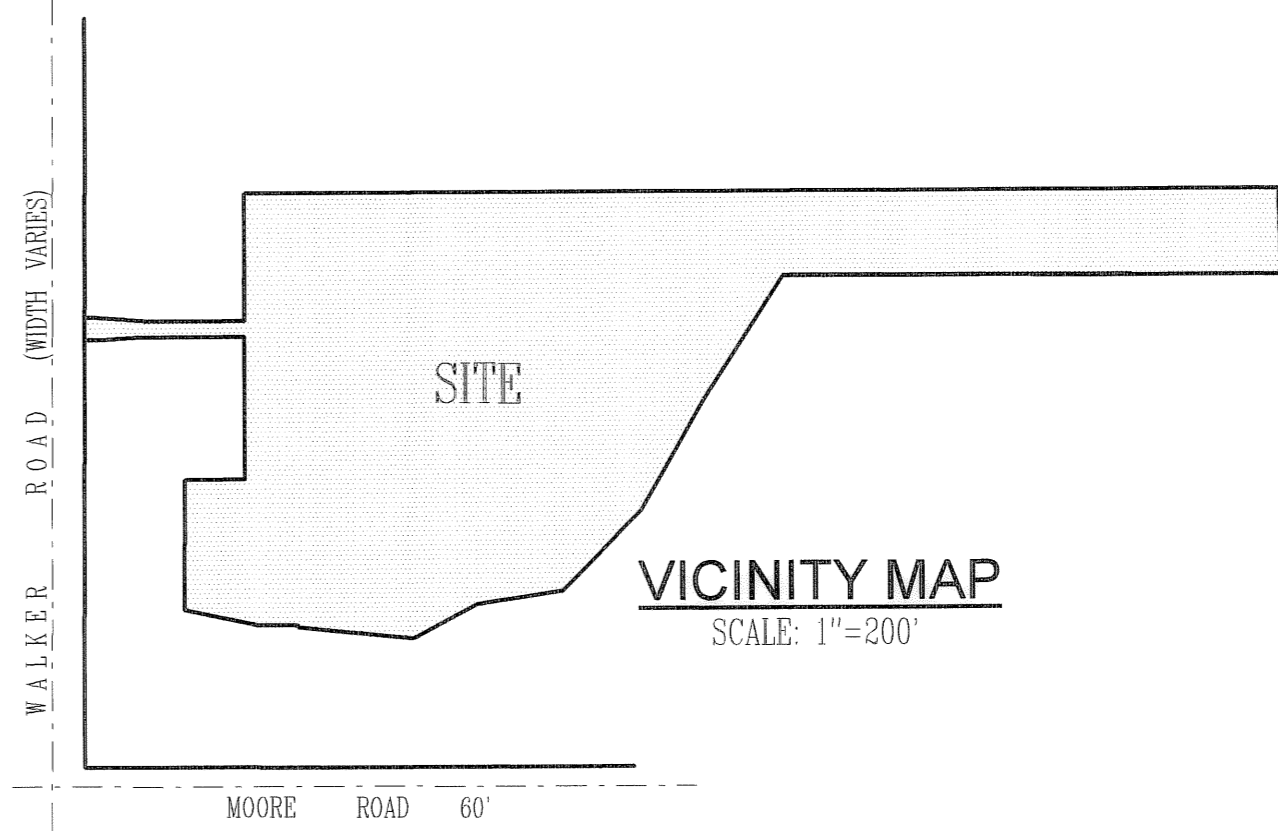 WALKER ROAD (WIDTH VARIES)
SITE
VICINITY MAP
SCALE: 1"=200'
MOORE ROAD 60'